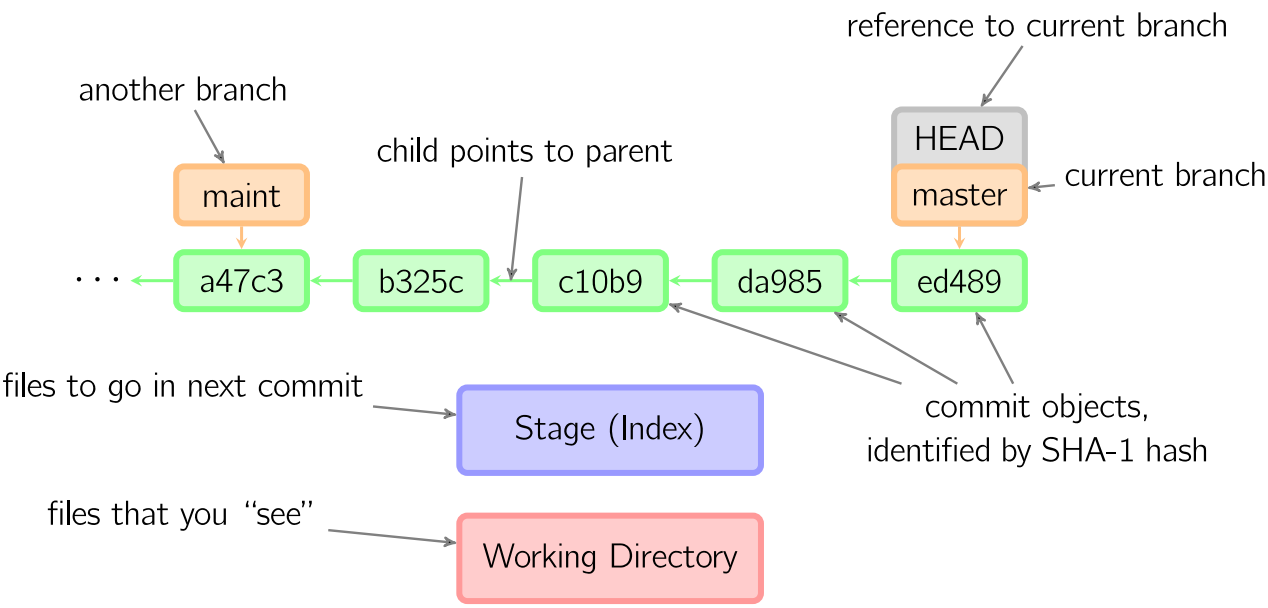 reference to current branch
another branch
HEAD
child points to parent
maint
master
current branch
· · ·
a47c3
b325c
c10b9
da985
ed489
files to go in next commit
Stage (Index)
commit objects,
identified by SHA-1 hash
files that you “see”
Working Directory